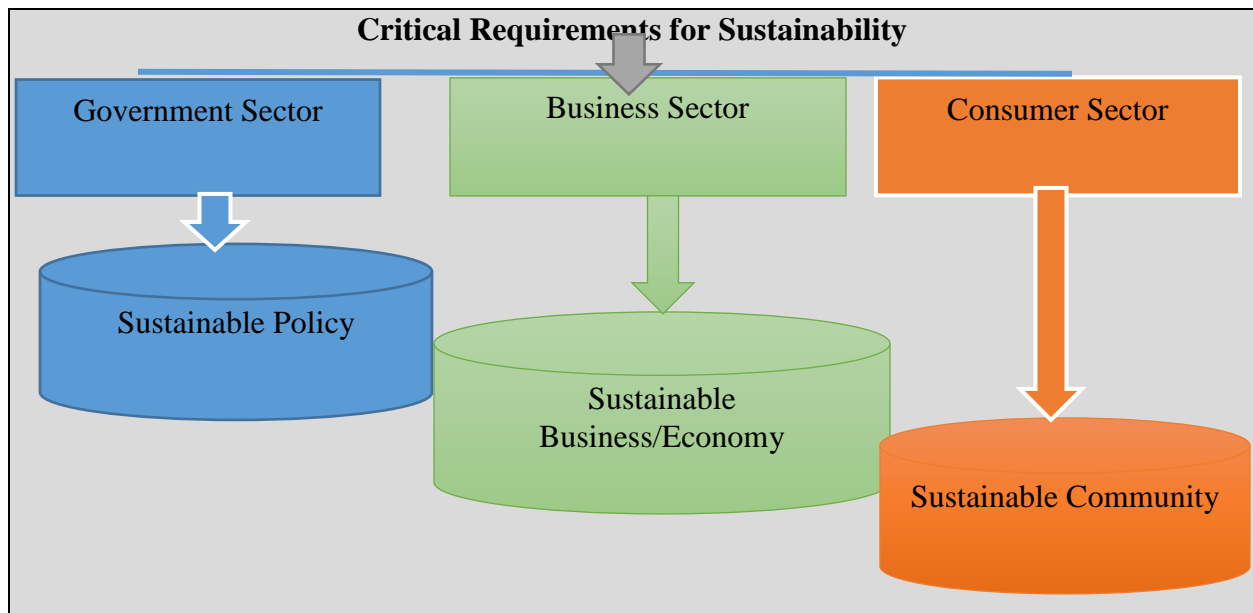 Critical Requirements for Sustainability
Government Sector
Business Sector
Consumer Sector
Sustainable Policy
Sustainable
Business/Economy
Sustainable Community